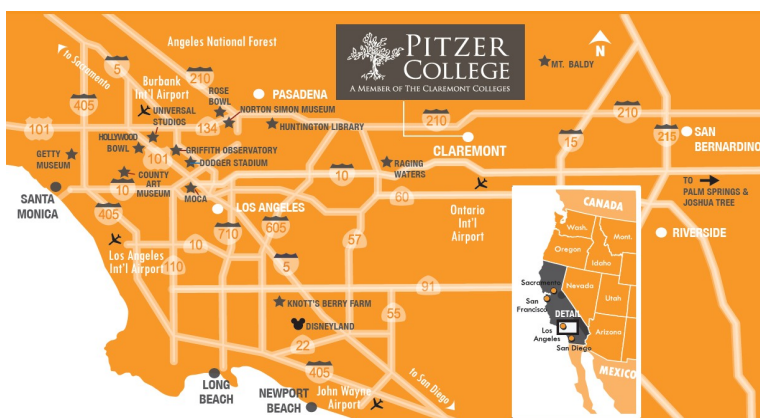 Angeles National Forest
PITZER
COLLEGE
A MEMBER OF THE CLAREMONT COLLEGES
N
MT. BALDY
to Sacramento
5
405
Burbank
Int'l Airport
210
ROSE
BOWL
PASADENA
UNIVERSAL
STUDIOS
NORTON SIMON MUSEUM
134
HUNTINGTON LIBRARY
210
210
101
HOLLYWOOD
BOWL
101
GRIFFITH OBSERVATORY
DODGER STADIUM
CLAREMONT
15
215
SAN
BERNARDINO
GETTY
MUSEUM
COUNTY
ART
MUSEUM
10
MOCA
10
RAGING
WATERS
TO
PALM SPRINGS &
JOSHUA TREE
SANTA
MONICA
LOS ANGELES
60
Ontario
Int'l
Airport
405
605
710
57
RIVERSIDE
Los Angeles
Int'l Airport
10
110
5
91
KNOTT'S BERRY FARM
DISNEYLAND
55
22
405
LONG
BEACH
NEWPORT
BEACH
John Wayne
Airport
to San Diego
CANADA
Wash.
Mont.
Oregon
Idaho
Sacramento
Nevada
San
Francisco
Utah
DETAIL
Los
Angeles
Arizona
San Diego
MEXICO